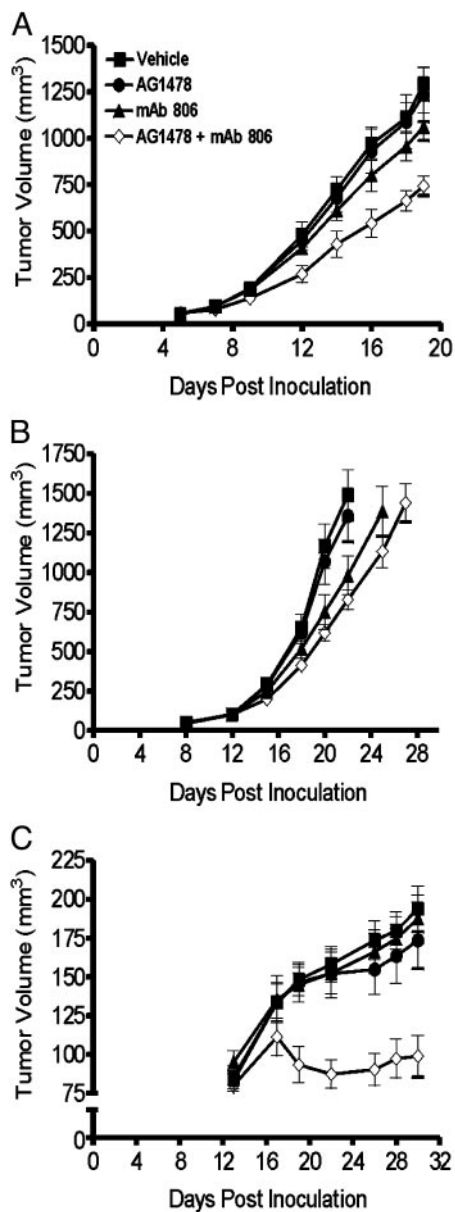 A
1500
1250
1000
750
500
250
0
Tumor Volume (mm³)
Vehicle
AG1478
mAb 806
AG1478 + mAb 806
0 4 8 12 16 20
Days Post Inoculation
B
1750
1500
1250
1000
750
500
250
0
Tumor Volume (mm³)
0 4 8 12 16 20 24 28
Days Post Inoculation
C
225
200
175
150
125
100
75
0
Tumor Volume (mm³)
0 4 8 12 16 20 24 28 32
Days Post Inoculation